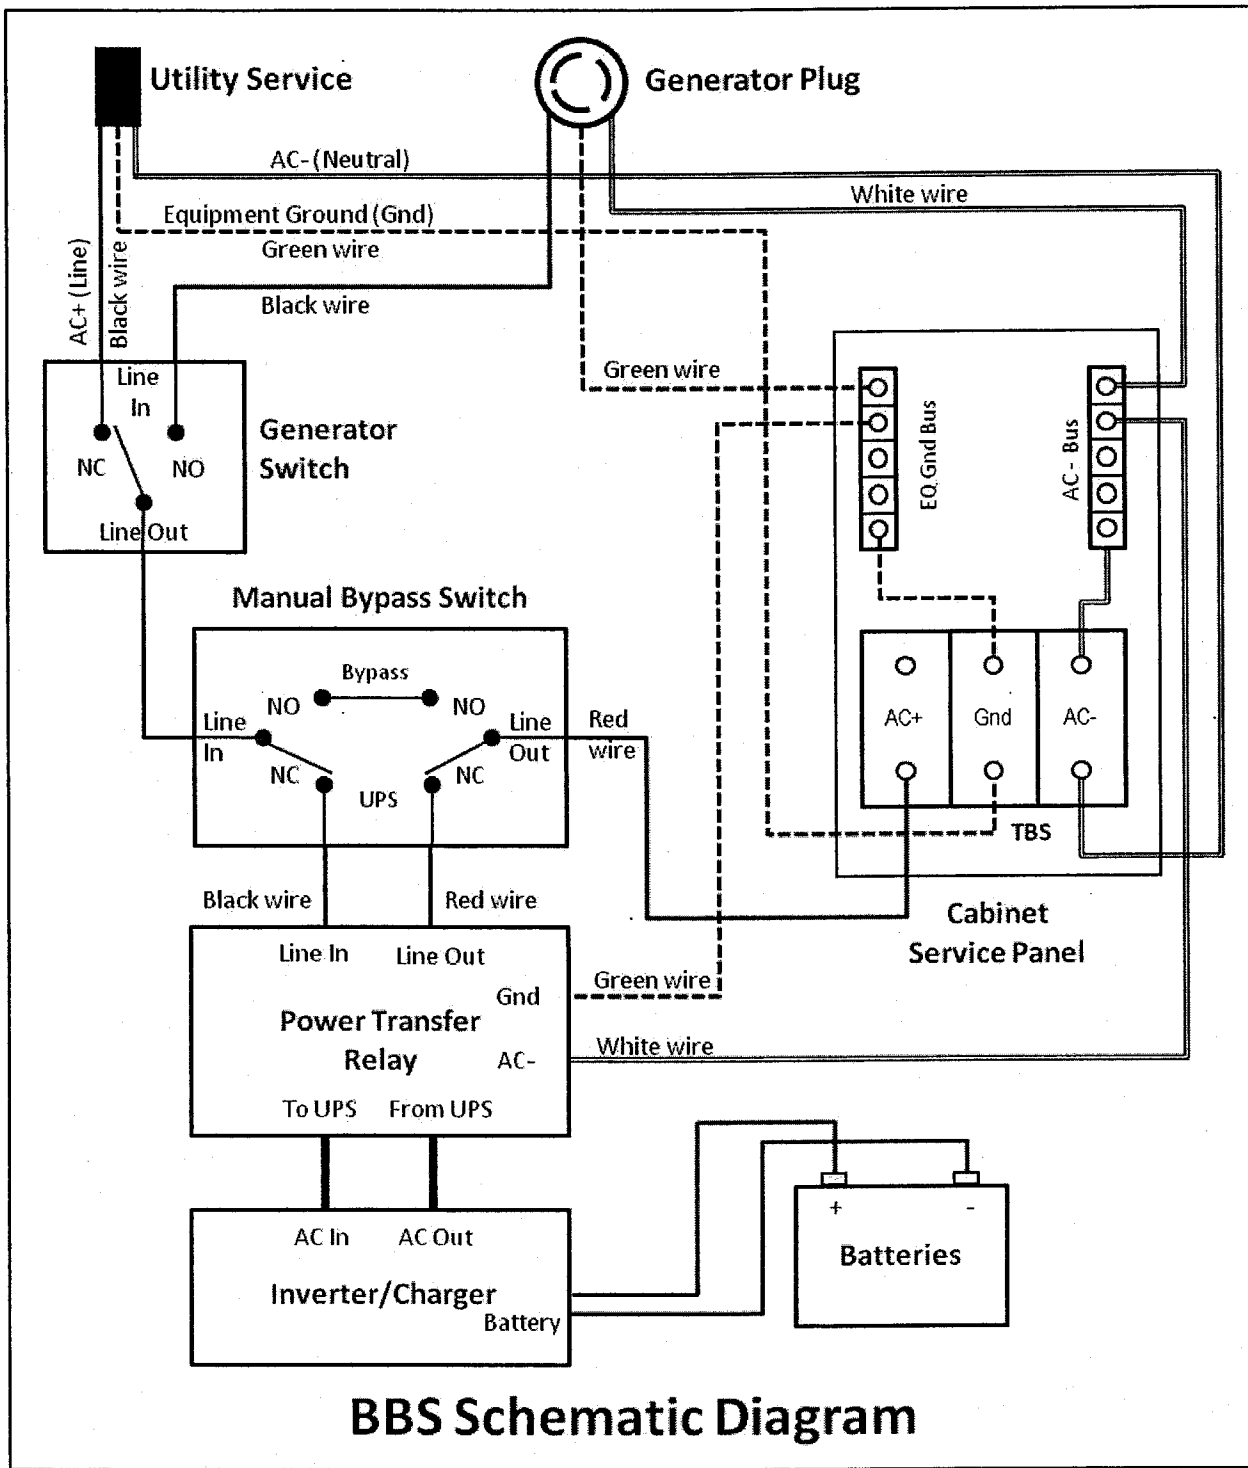 Utility Service
Generator Plug
AC- (Neutral)
White wire
Equipment Ground (Gnd)
Green wire
AC+ (Line)
Black wire
Black wire
Green wire
Line
In
NC
NO
Line Out
Generator
Switch
EQ Gnd Bus
AC - Bus
Manual Bypass Switch
Bypass
NO
NO
Line
In
Line
Out
NC
NC
UPS
Red
wire
AC+
Gnd
AC-
TBS
Cabinet
Service Panel
Black wire
Red wire
Line In
Line Out
Gnd
Green wire
Power Transfer
Relay
AC-
White wire
To UPS
From UPS
AC In
AC Out
Inverter/Charger
Battery
+
-
Batteries
BBS Schematic Diagram